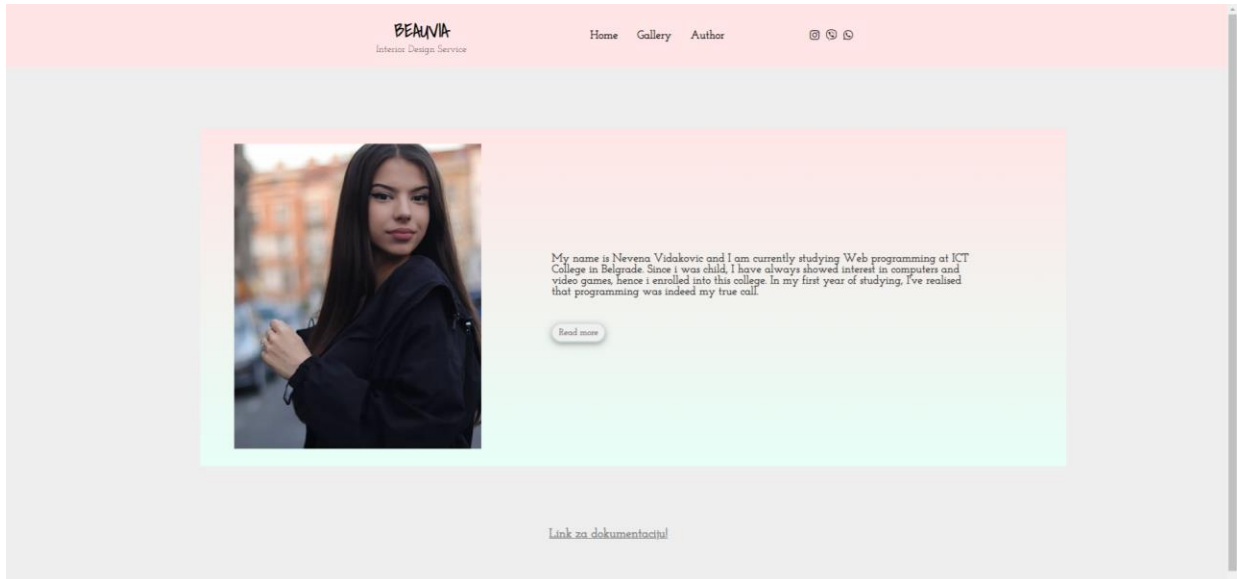 BEAUVIA
Interior Design Service
Home Gallery Author
My name is Nevena Vidakovic and I am currently studying Web programming at ICT
College in Belgrade. Since i was child, I have always showed interest in computers and
video games, hence i enrolled into this college. In my first year of studying, I've realised
that programming was indeed my true call.
Read more
Link za dokumentaciju!